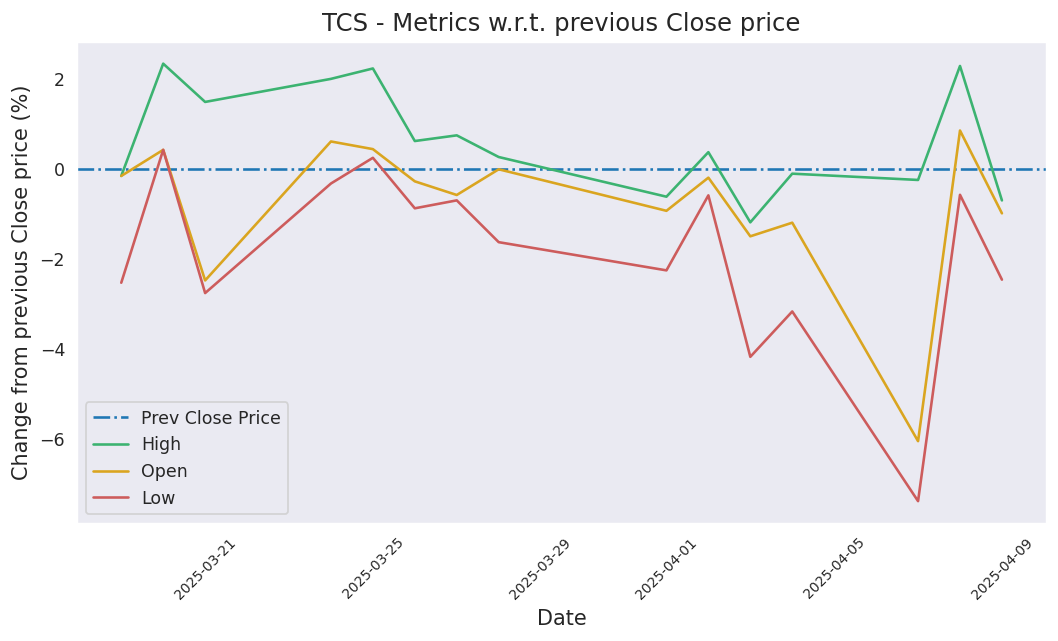 TCS - Metrics w.r.t. previous Close price
Change from previous Close price (%)
2
0
−2
−4
−6
Prev Close Price
High
Open
Low
2025-03-21
2025-03-25
2025-03-29
2025-04-01
2025-04-05
2025-04-09
Date